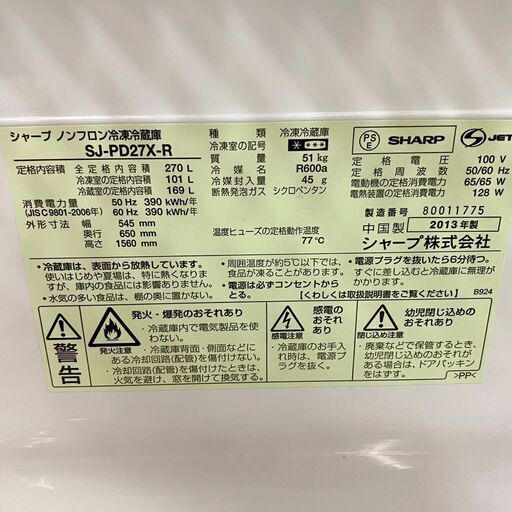 シャープ ノンフロン冷凍冷蔵庫
SJ-PD27X-R
定格内容積 全定格内容積 270 L
冷凍室の定格内容積 101 L
冷蔵室の定格内容積 169 L
消費電力量 50 Hz 390 kWh/年
(JIS C 9801-2006年) 60 Hz 390 kWh/年
外形寸法 幅 545 mm
奥行 650 mm
高さ 1560 mm
種類 冷凍冷蔵庫
冷凍室の記号
質量 51 kg
冷媒 R600a
冷媒封入量 45 g
断熱発泡ガス シクロペンタン
温度ヒューズの定格動作温度
77℃
PS
E
SHARP
JET
定格電圧 100 V
定格周波数 50/60 Hz
電動機の定格消費電力 65/65 W
電熱装置の定格消費電力 128 W
製造番号 80011775
中国製 2013年製
シャープ株式会社
・冷蔵庫は、表面から放熱しています。
使いはじめや夏場は、熱く感じることがあります
が、庫内の食品には影響ありません。
・水気の多い食品は、棚の奥に置かない。
・周囲温度が約5℃以下では、
食品が凍ることがあります。
・電源は必ずコンセントから
とる。
・電源プラグを抜いたら6分待つ。
すぐに差し込むと冷蔵庫に無理が
かかります。
【くわしくは取扱説明書をご覧ください】
B924
警告
発火・爆発のおそれあり
発火注意
・冷蔵庫内で電気製品を使
わない。
・冷蔵庫背面・側面などに
ある冷却回路(配管)を傷付けない。
・冷却回路(配管)を傷付けたときは、
火気を避け、窓を開けて換気。
感電の
おそれあり
感電注意
・冷蔵庫のお手入
れ時は、電源プ
ラグを抜く。
幼児閉じ込めの
おそれあり
閉じ込め注意
・廃棄などで保管するとき、
幼児閉じ込めのおそれが
ある場合は、ドアパッキン
をはずす。
>PP<